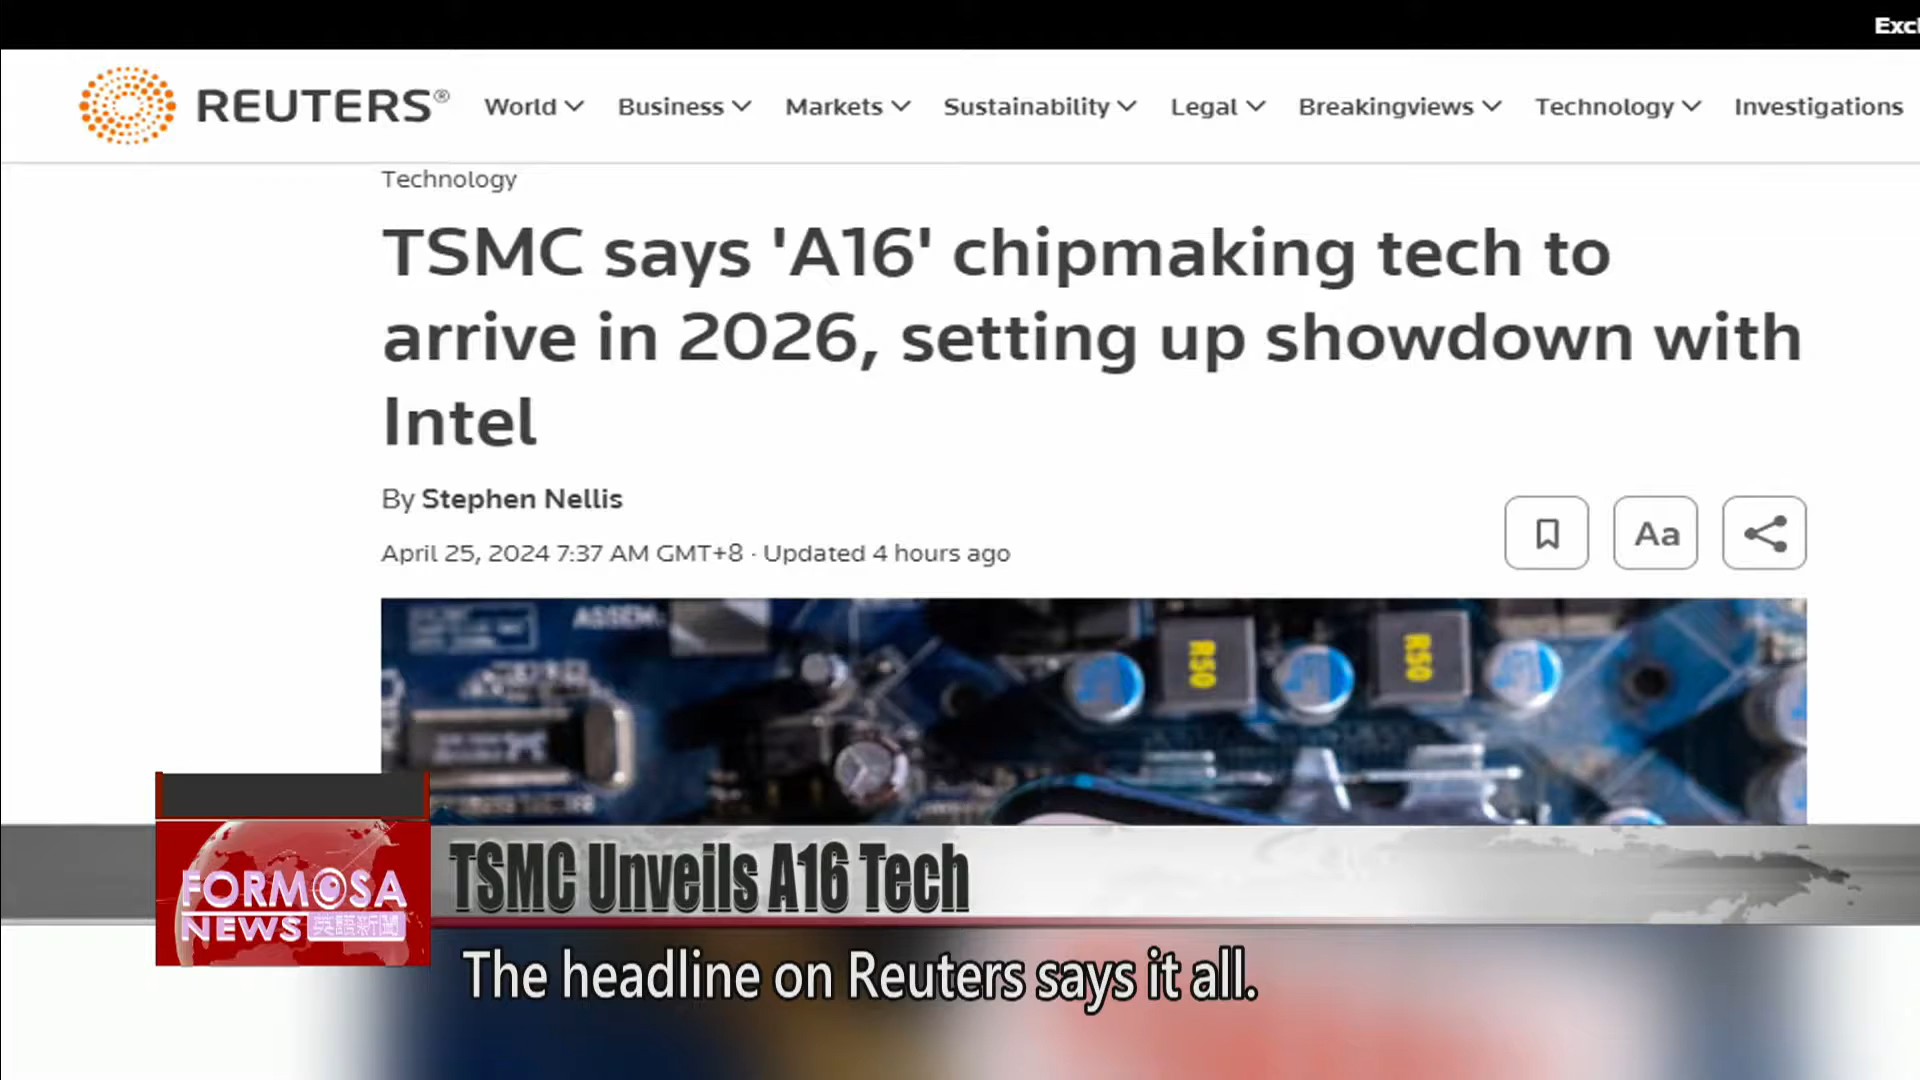 Excl
REUTERS®
World
Business
Markets
Sustainability
Legal
Breakingviews
Technology
Investigations
Technology
TSMC says 'A16' chipmaking tech to
arrive in 2026, setting up showdown with
Intel
By Stephen Nellis
April 25, 2024 7:37 AM GMT+8 · Updated 4 hours ago
Aa
ASSEM.
R50
R50
TSMC Unveils A16 Tech
FORMOSA
NEWS 英語新聞
The headline on Reuters says it all.